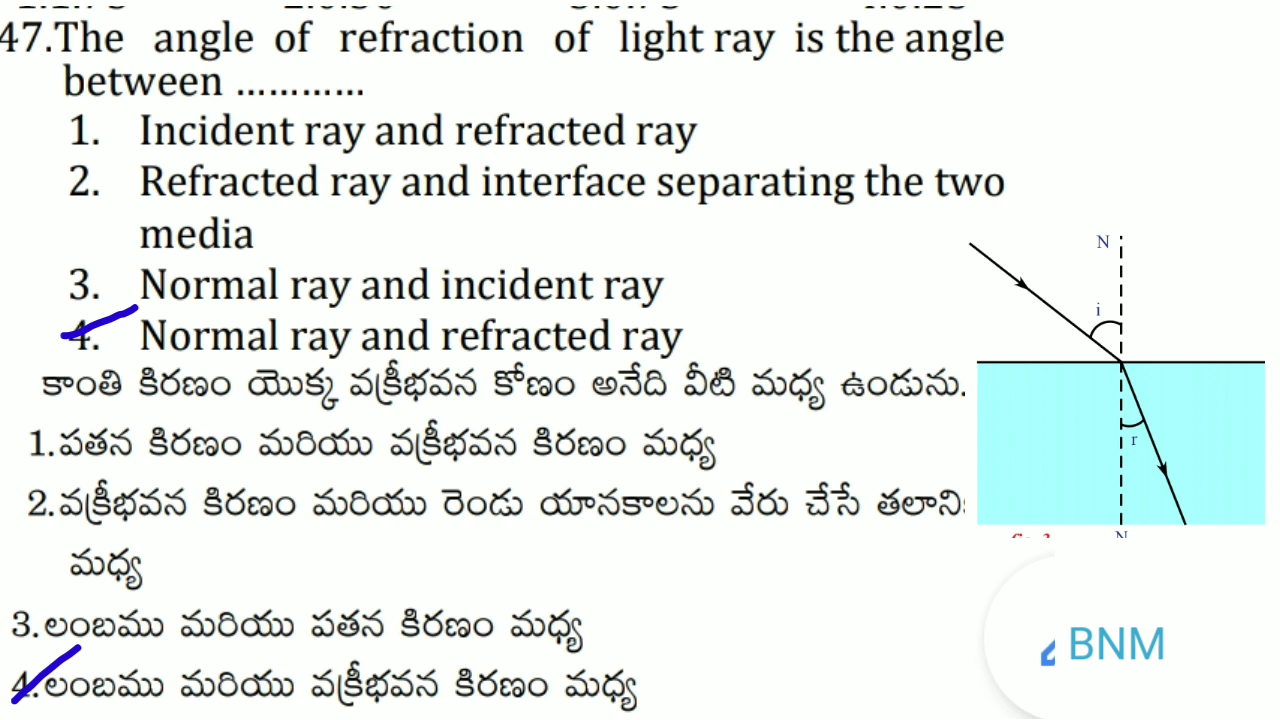 47.The angle of refraction of light ray is the angle
between …………
1. Incident ray and refracted ray
2. Refracted ray and interface separating the two
media
3. Normal ray and incident ray
4. Normal ray and refracted ray
కాంతి కిరణం యొక్క వక్రీభవన కోణం అనేది వీటి మధ్య ఉండును.
1.పతన కిరణం మరియు వక్రీభవన కిరణం మధ్య
2.వక్రీభవన కిరణం మరియు రెండు యానకాలను వేరు చేసే
మధ్య
3.లంబము మరియు పతన కిరణం మధ్య
4.లంబము మరియు వక్రీభవన కిరణం మధ్య
N
i
r
N
BNM